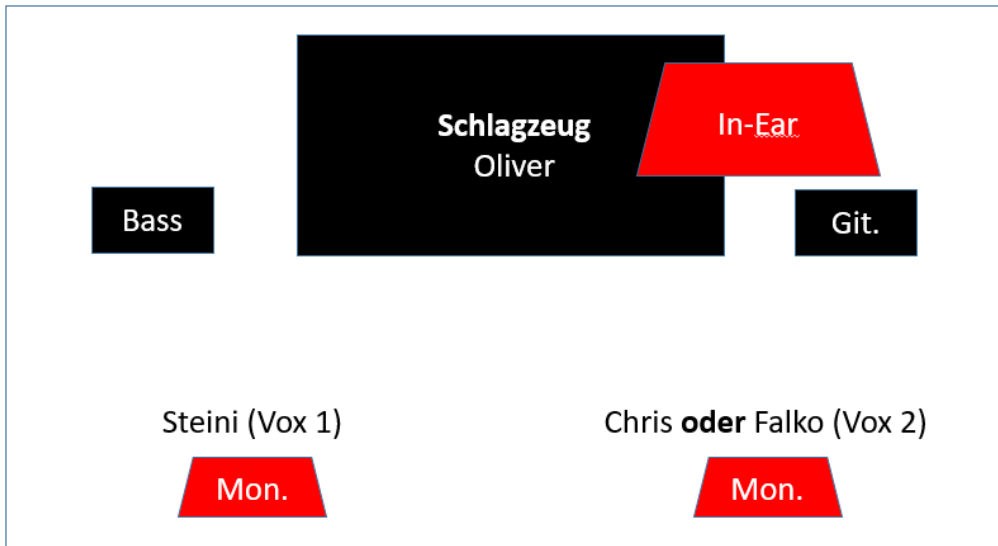 Schlagzeug
Oliver
In-Ear
Bass
Git.
Steini (Vox 1)
Chris oder Falko (Vox 2)
Mon.
Mon.